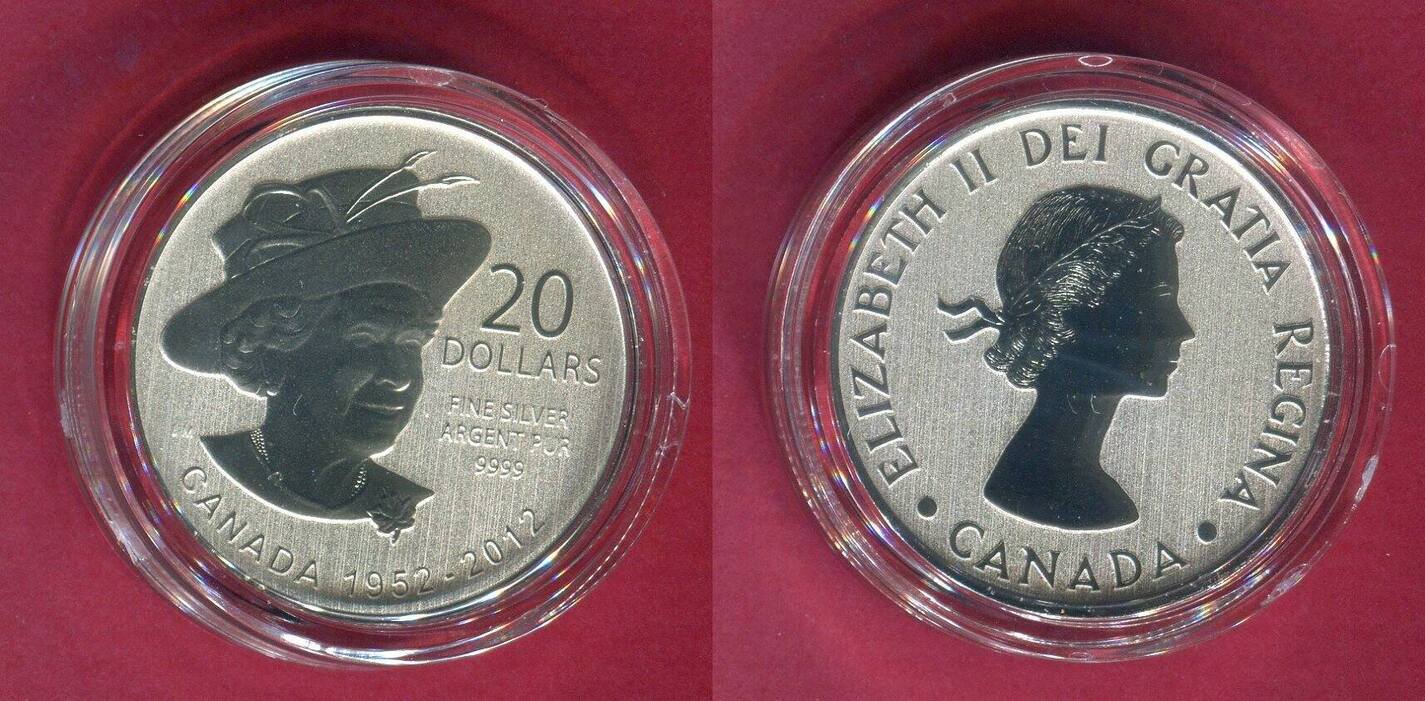 20
DOLLARS
FINE SILVER
ARGENT PUR
9999
CANADA 1952-2012
ELIZABETH II DEI GRATIA REGINA
• CANADA •